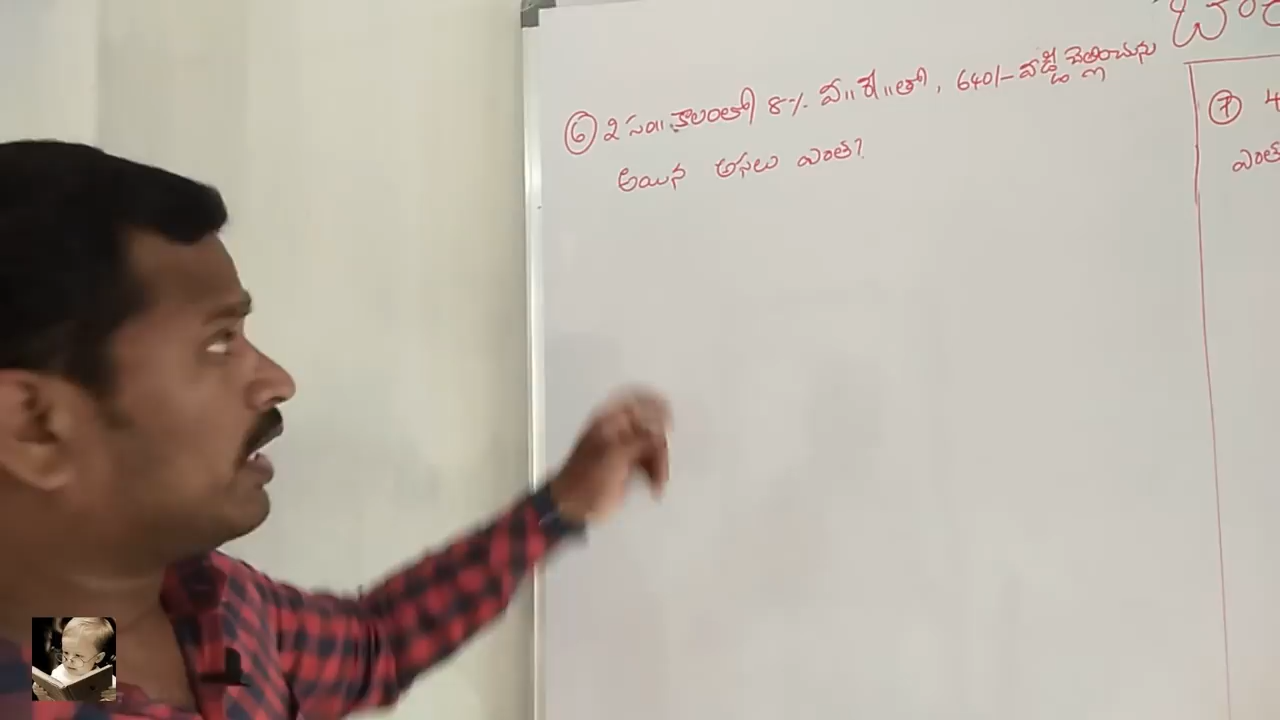 బార
⑥ 2 సం॥ కాలంతో 8% వ॥శా॥తో, 640/- వడ్డీ చెల్లించును
అయిన అసలు ఎంత?
⑦ 4
ఎంత